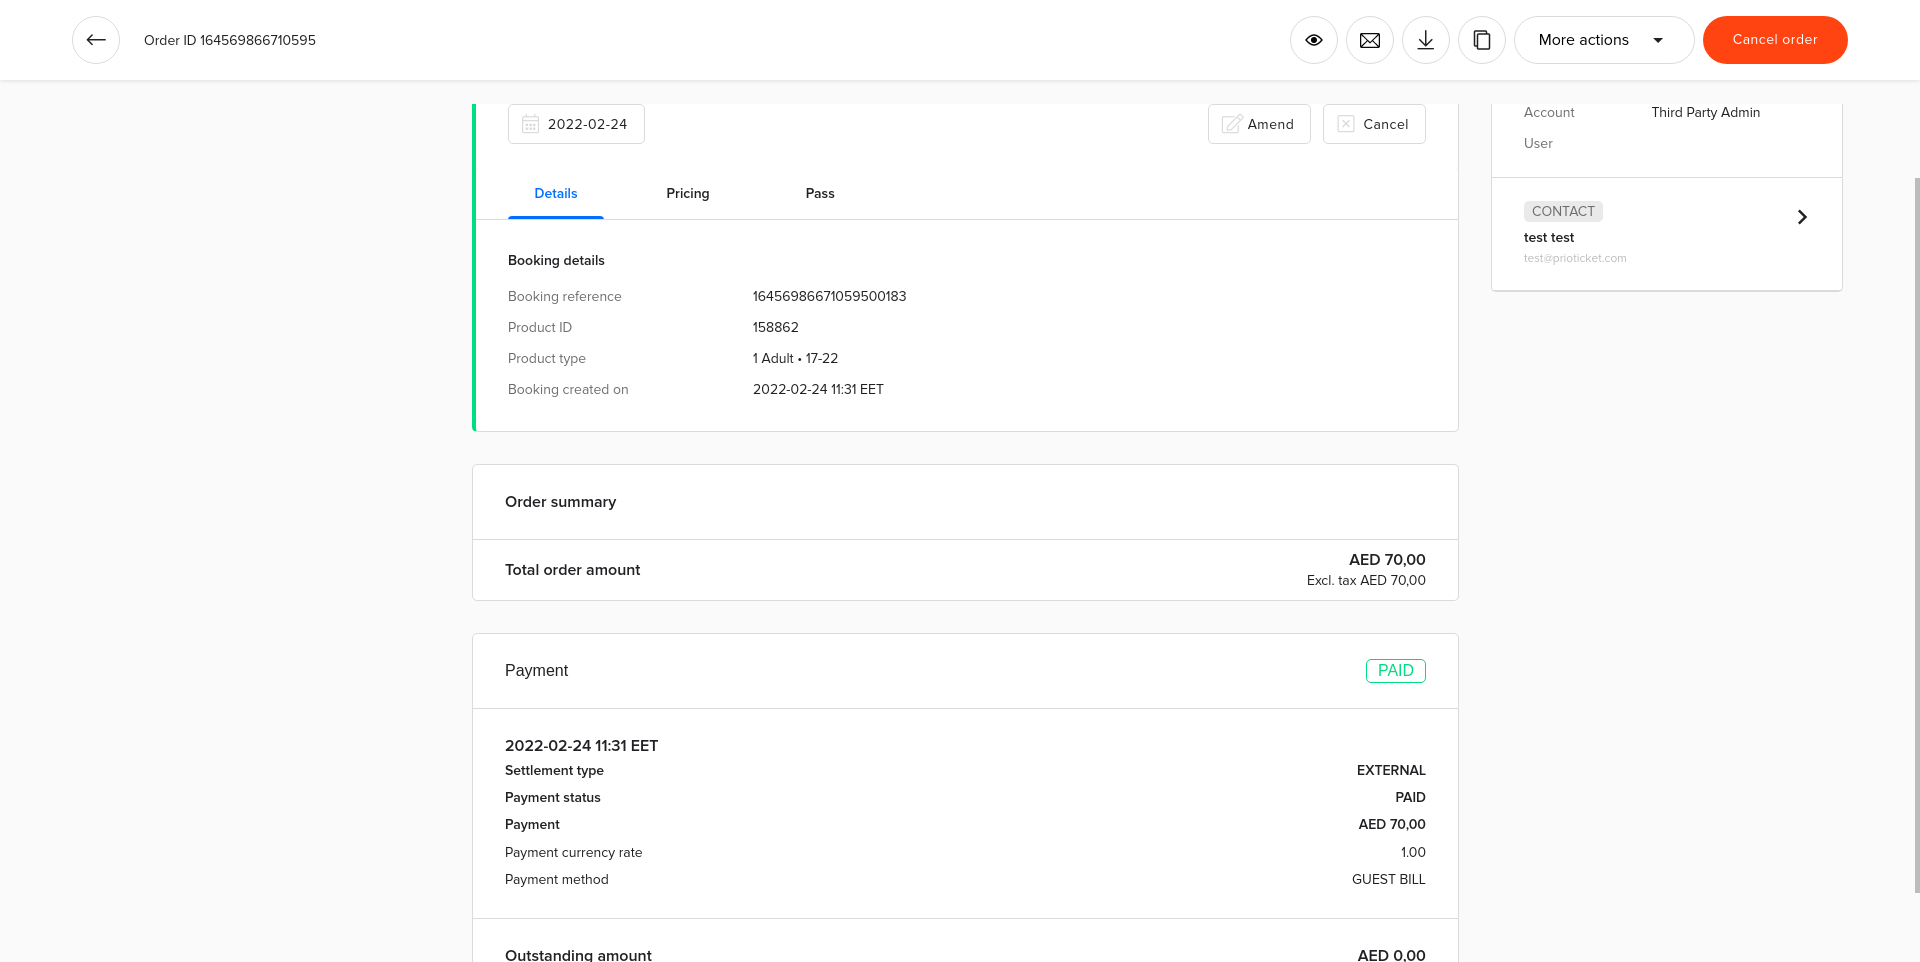 Order ID 164569866710595
More actions
Cancel order
2022-02-24
Amend
Cancel
Details
Pricing
Pass
Booking details
Booking reference 16456986671059500183
Product ID 158862
Product type 1 Adult • 17-22
Booking created on 2022-02-24 11:31 EET
Order summary
Total order amount
AED 70,00
Excl. tax AED 70,00
Payment
PAID
2022-02-24 11:31 EET
Settlement type EXTERNAL
Payment status PAID
Payment AED 70,00
Payment currency rate 1.00
Payment method GUEST BILL
Outstanding amount AED 0,00
Account Third Party Admin
User
CONTACT
test test
test@prioticket.com